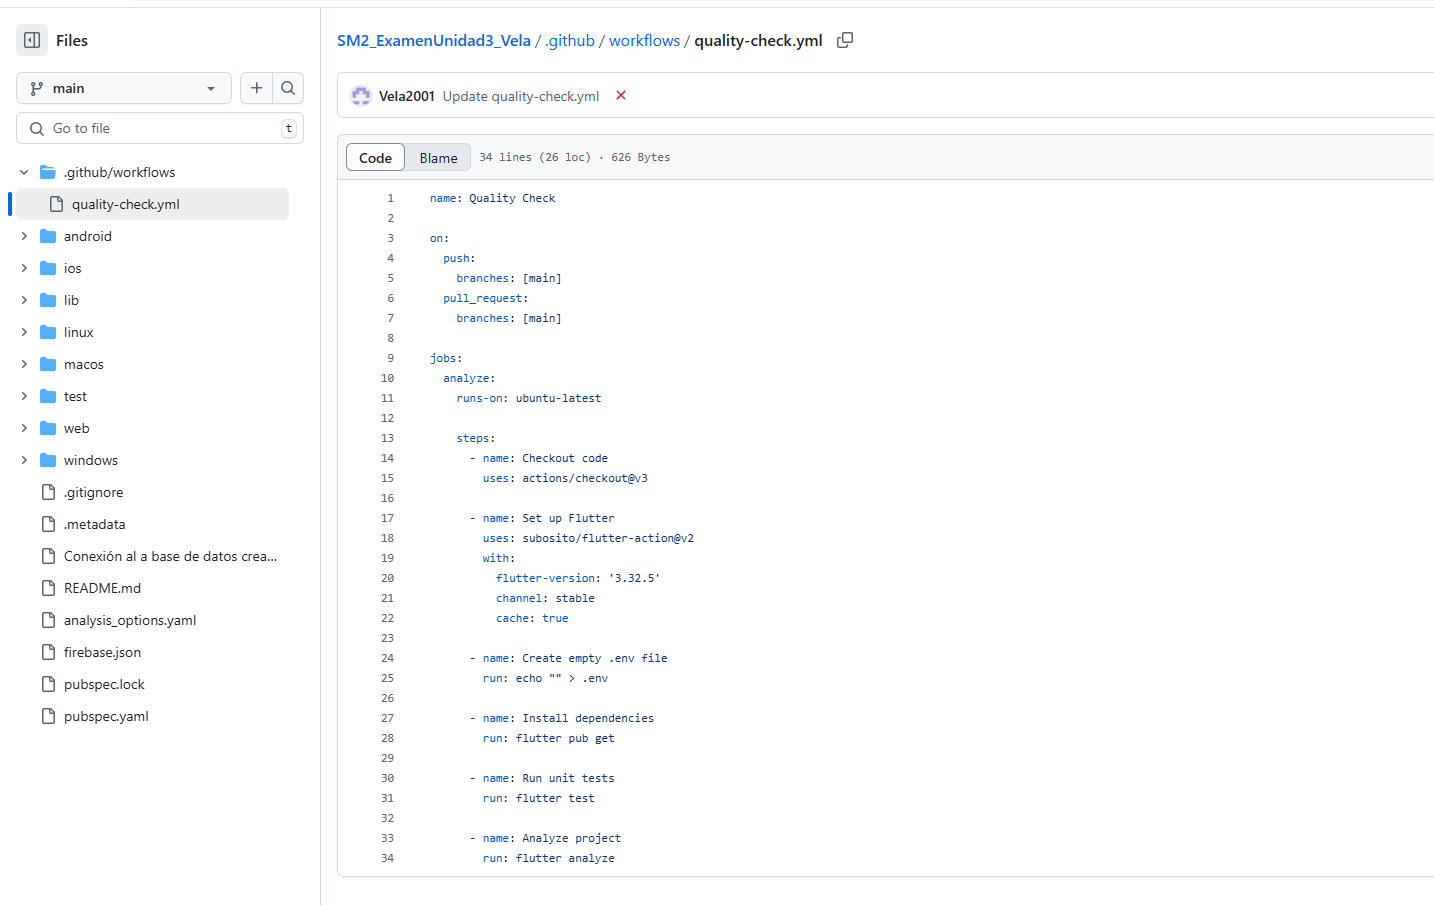 Files
main
Go to file
t
.github/workflows
quality-check.yml
android
ios
lib
linux
macos
test
web
windows
.gitignore
.metadata
Conexión al a base de datos crea...
README.md
analysis_options.yaml
firebase.json
pubspec.lock
pubspec.yaml
SM2_ExamenUnidad3_Vela / .github / workflows / quality-check.yml
Vela2001 Update quality-check.yml
Code Blame 34 lines (26 loc) · 626 Bytes
1 name: Quality Check
2
3 on:
4   push:
5     branches: [main]
6   pull_request:
7     branches: [main]
8
9 jobs:
10   analyze:
11     runs-on: ubuntu-latest
12
13     steps:
14       - name: Checkout code
15         uses: actions/checkout@v3
16
17       - name: Set up Flutter
18         uses: subosito/flutter-action@v2
19         with:
20           flutter-version: '3.32.5'
21           channel: stable
22           cache: true
23
24       - name: Create empty .env file
25         run: echo "" > .env
26
27       - name: Install dependencies
28         run: flutter pub get
29
30       - name: Run unit tests
31         run: flutter test
32
33       - name: Analyze project
34         run: flutter analyze